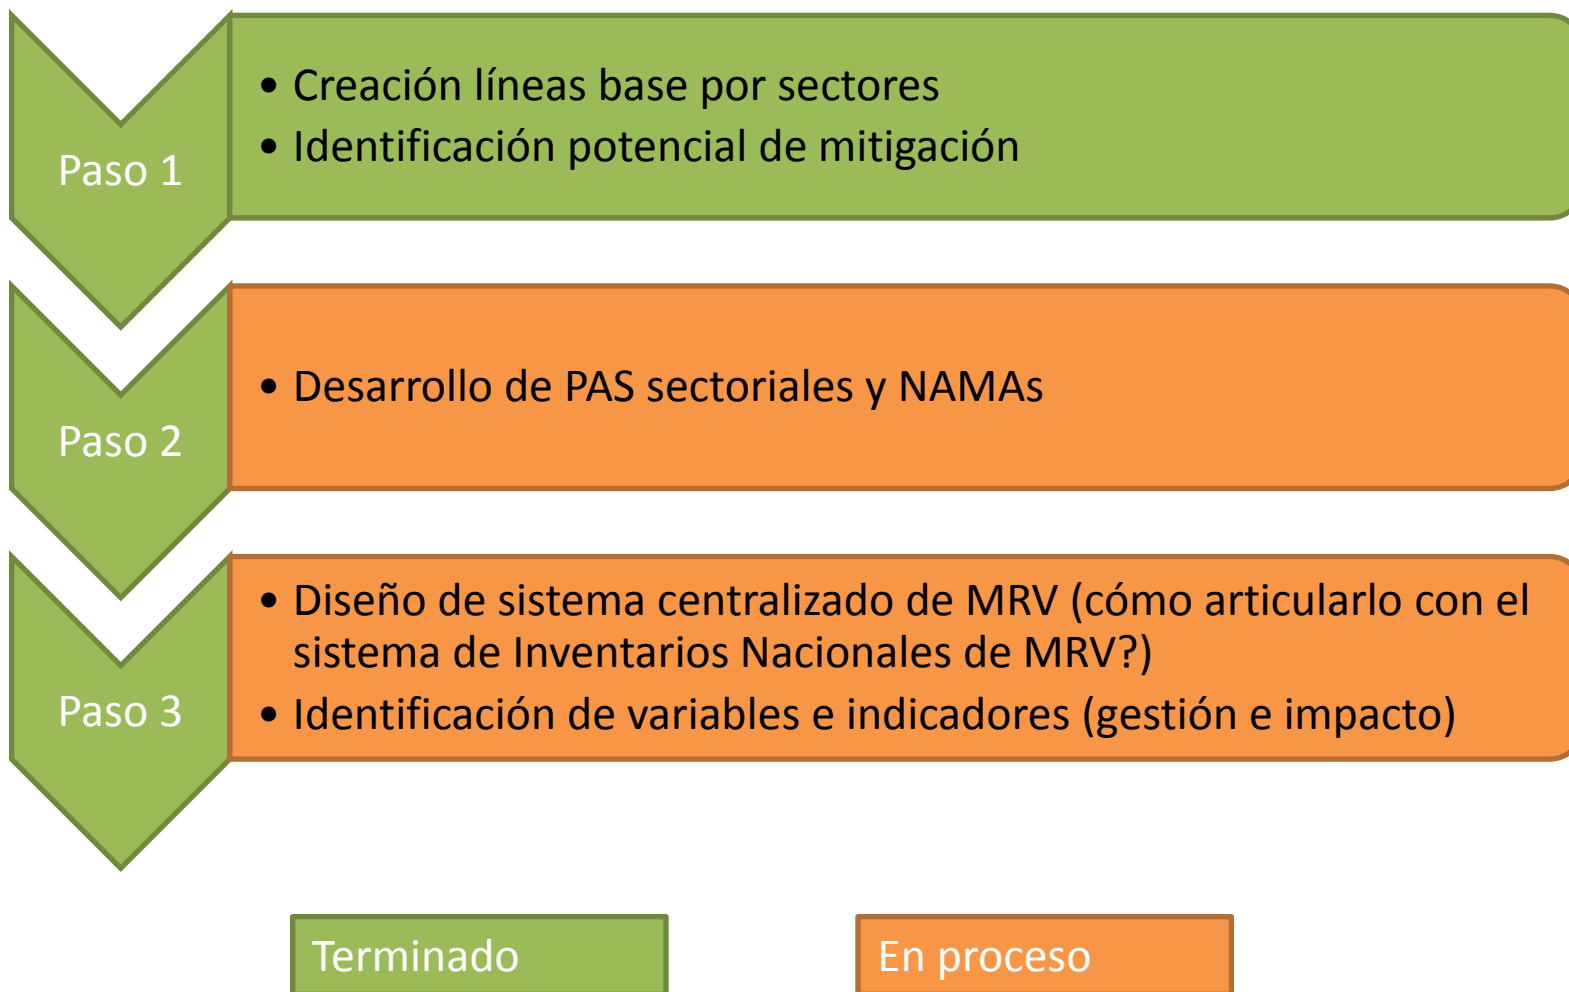 Paso 1
• Creación líneas base por sectores
• Identificación potencial de mitigación
Paso 2
• Desarrollo de PAS sectoriales y NAMAs
Paso 3
• Diseño de sistema centralizado de MRV (cómo articularlo con el
sistema de Inventarios Nacionales de MRV?)
• Identificación de variables e indicadores (gestión e impacto)
Terminado
En proceso